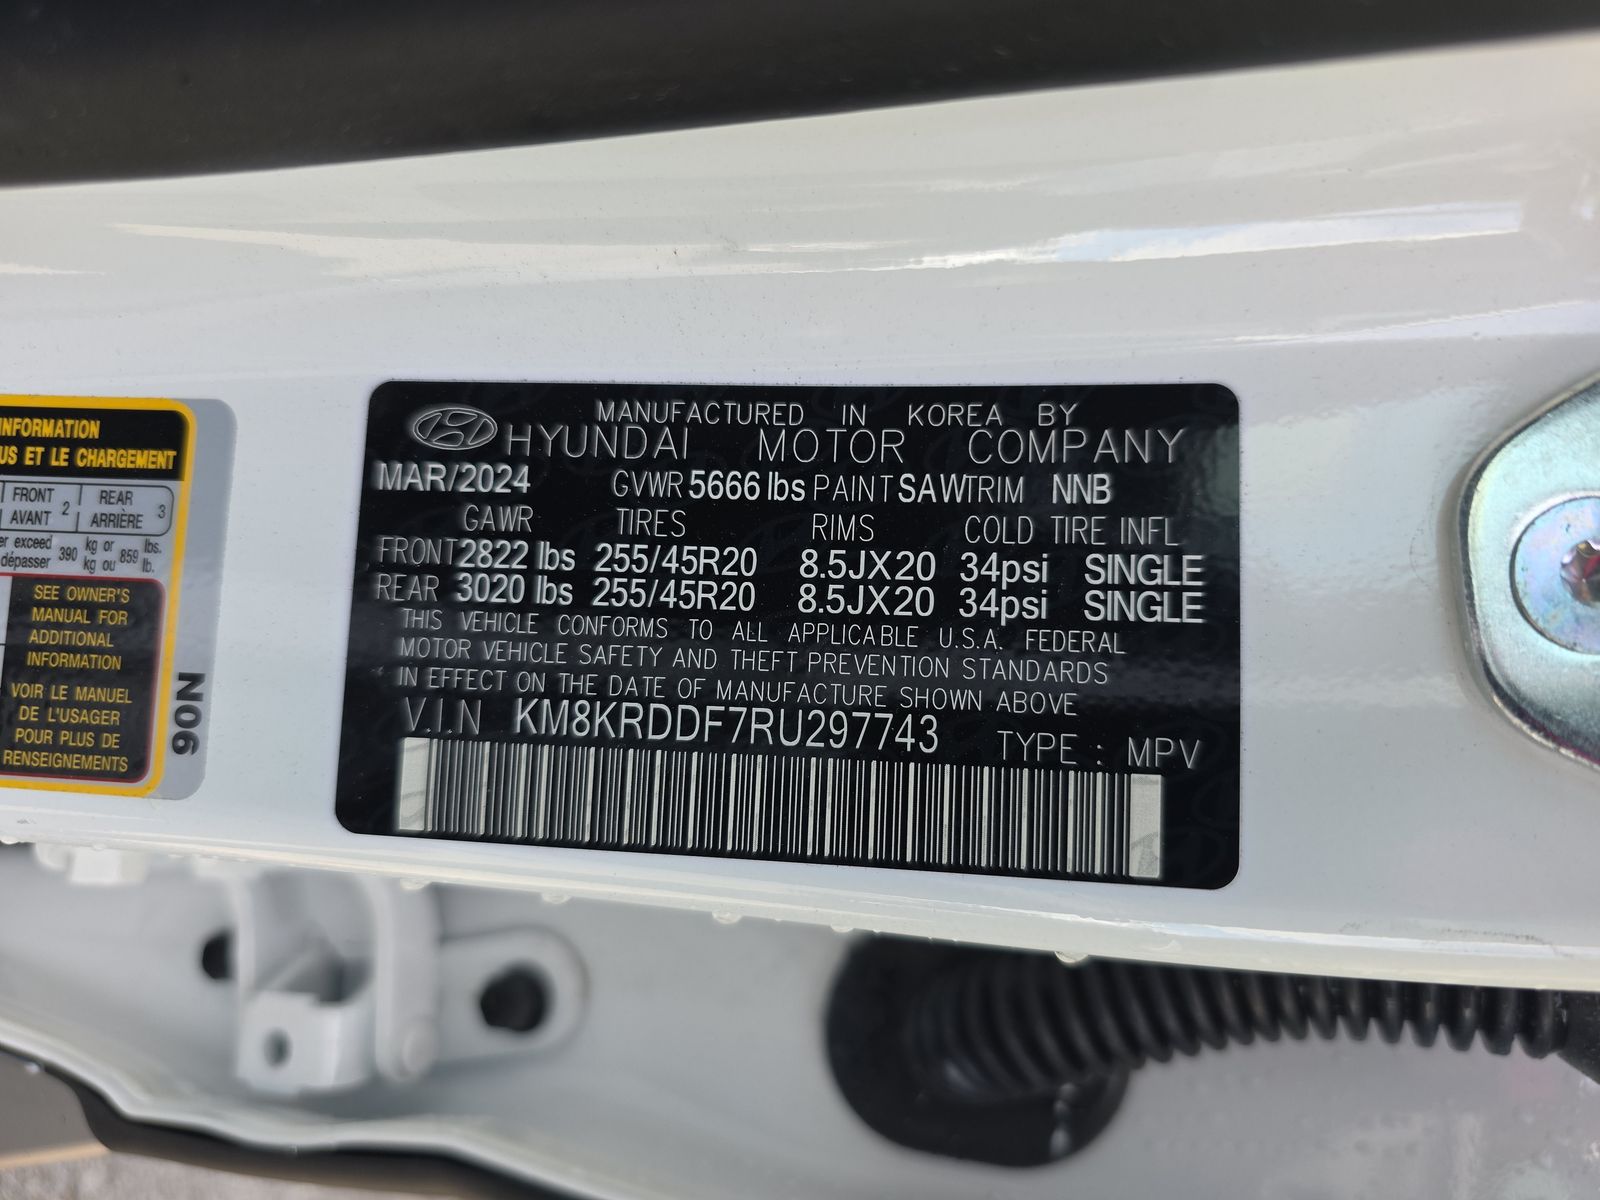 INFORMATION
US ET LE CHARGEMENT
FRONT 2 REAR 3
AVANT ARRIÈRE
er exceed 390 kg or 859 lbs.
dépasser kg ou lb.
SEE OWNER'S
MANUAL FOR
ADDITIONAL
INFORMATION
VOIR LE MANUEL
DE L'USAGER
POUR PLUS DE
RENSEIGNEMENTS
N06
MANUFACTURED IN KOREA BY
HYUNDAI MOTOR COMPANY
MAR/2024 GVWR 5666 lbs PAINT SAW TRIM NNB
GAWR TIRES RIMS COLD TIRE INFL
FRONT 2822 lbs 255/45R20 8.5JX20 34psi SINGLE
REAR 3020 lbs 255/45R20 8.5JX20 34psi SINGLE
THIS VEHICLE CONFORMS TO ALL APPLICABLE U.S.A. FEDERAL
MOTOR VEHICLE SAFETY AND THEFT PREVENTION STANDARDS
IN EFFECT ON THE DATE OF MANUFACTURE SHOWN ABOVE
V.I.N KM8KRDDF7RU297743 TYPE : MPV